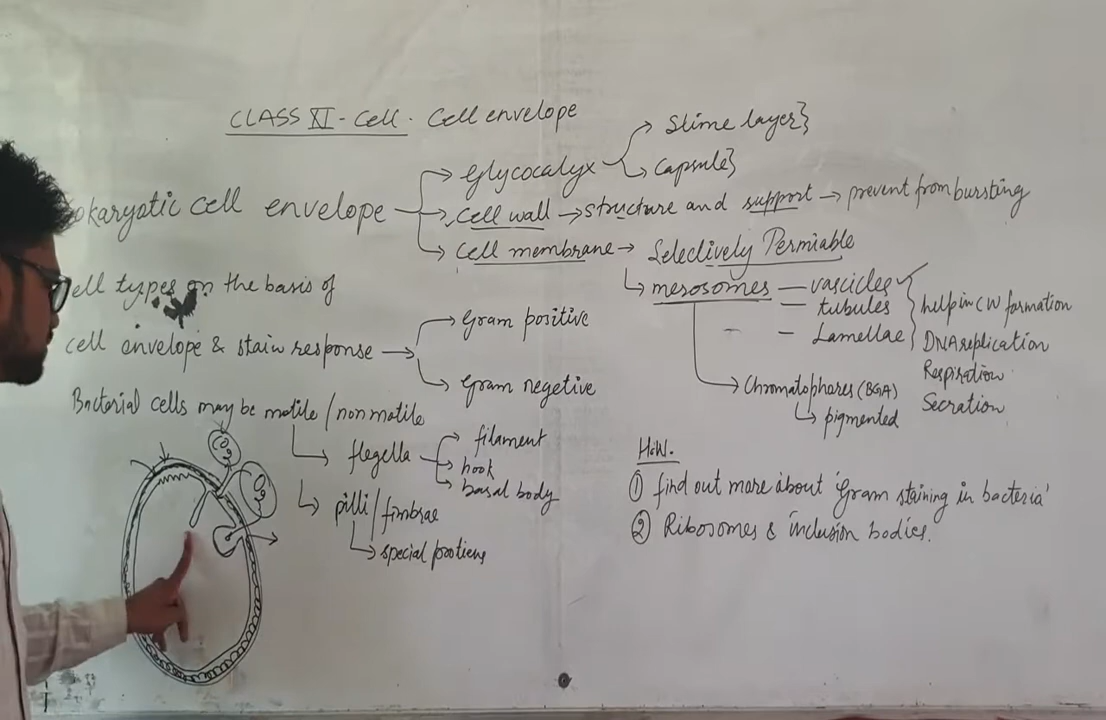 CLASS XI - Cell. Cell envelope
Glycocalyx → Slime layer}
→ Capsule}
okaryotic cell envelope → Cell wall → structure and support → prevent from bursting
→ Cell membrane → Selectively Permiable
→ mesosomes — vascicles
— tubules
— Lamellae
help in CW formation
DNA replication
Respiration
Secration
→ Chromatophares (BGA)
→ pigmented
ell types on the basis of
cell envelope & stain response → Gram positive
→ Gram negetive
Bacterial cells may be motile / non motile
→ flegella → filament
→ hook
→ basal body
→ pilli / fimbrae
→ special protiens
H.W.
① find out more about 'Gram staining in bacteria'
② Ribosomes & inclusion bodies.